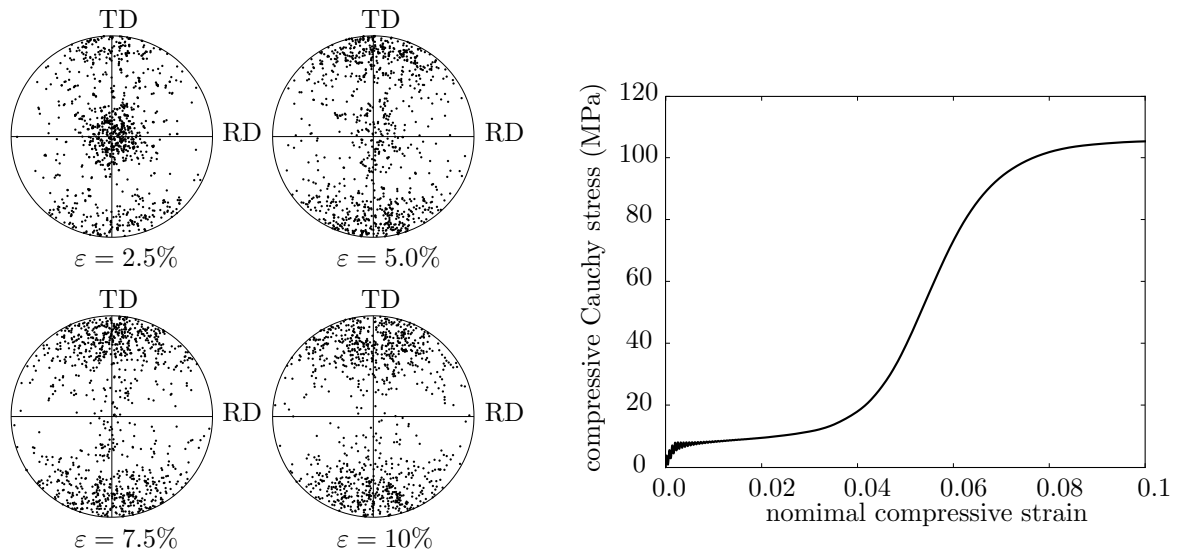 TD
TD
RD
RD
ε = 2.5%
ε = 5.0%
TD
TD
RD
RD
ε = 7.5%
ε = 10%
compressive Cauchy stress (MPa)
120
100
80
60
40
20
0
0.0 0.02 0.04 0.06 0.08 0.1
nomimal compressive strain